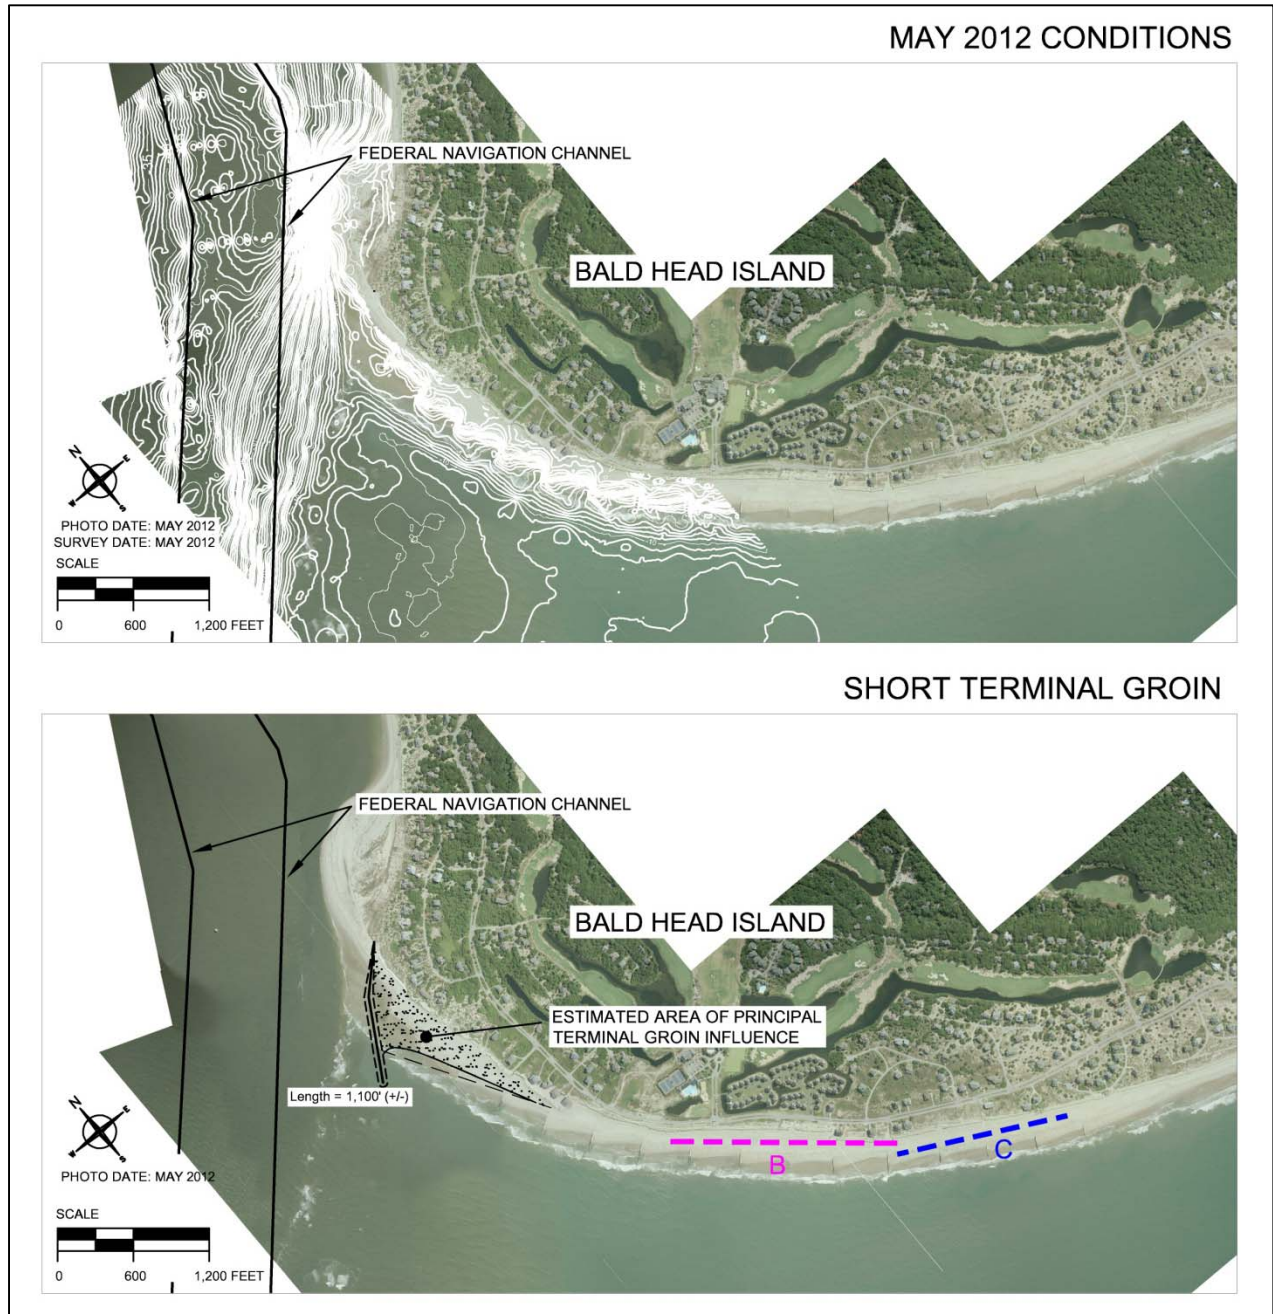 MAY 2012 CONDITIONS
FEDERAL NAVIGATION CHANNEL
BALD HEAD ISLAND
N
E
W
S
PHOTO DATE: MAY 2012
SURVEY DATE: MAY 2012
SCALE
0 600 1,200 FEET
SHORT TERMINAL GROIN
FEDERAL NAVIGATION CHANNEL
BALD HEAD ISLAND
ESTIMATED AREA OF PRINCIPAL
TERMINAL GROIN INFLUENCE
Length = 1,100' (+/-)
N
E
W
S
B
C
PHOTO DATE: MAY 2012
SCALE
0 600 1,200 FEET